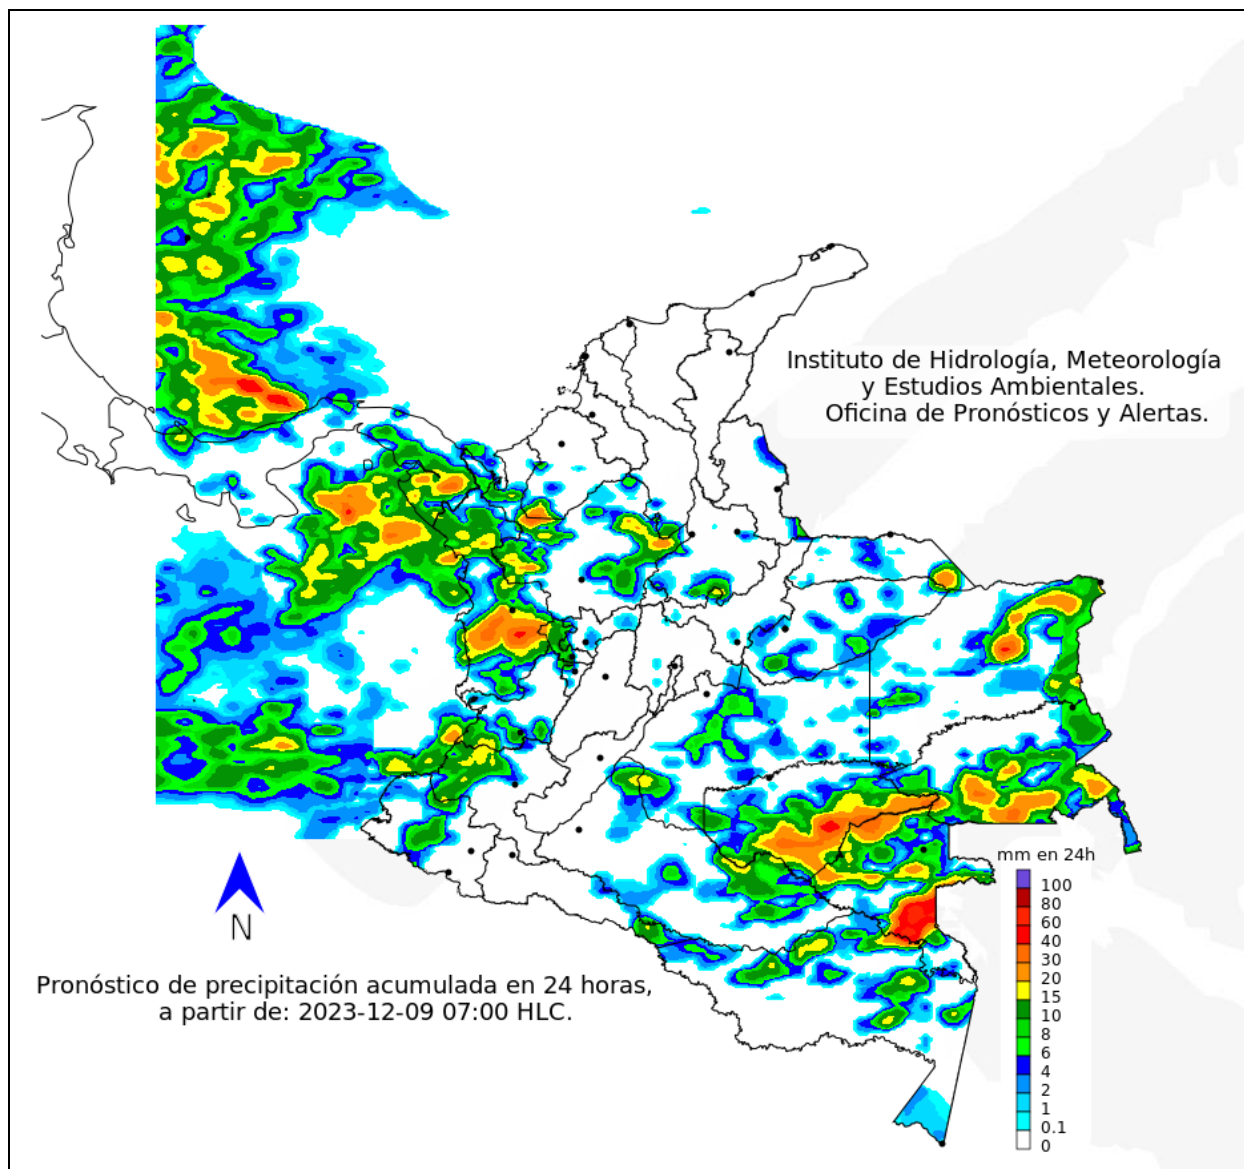 Instituto de Hidrología, Meteorología
y Estudios Ambientales.
Oficina de Pronósticos y Alertas.
mm en 24h
100
80
60
40
30
20
15
10
8
6
4
2
1
0.1
0
N
Pronóstico de precipitación acumulada en 24 horas,
a partir de: 2023-12-09 07:00 HLC.